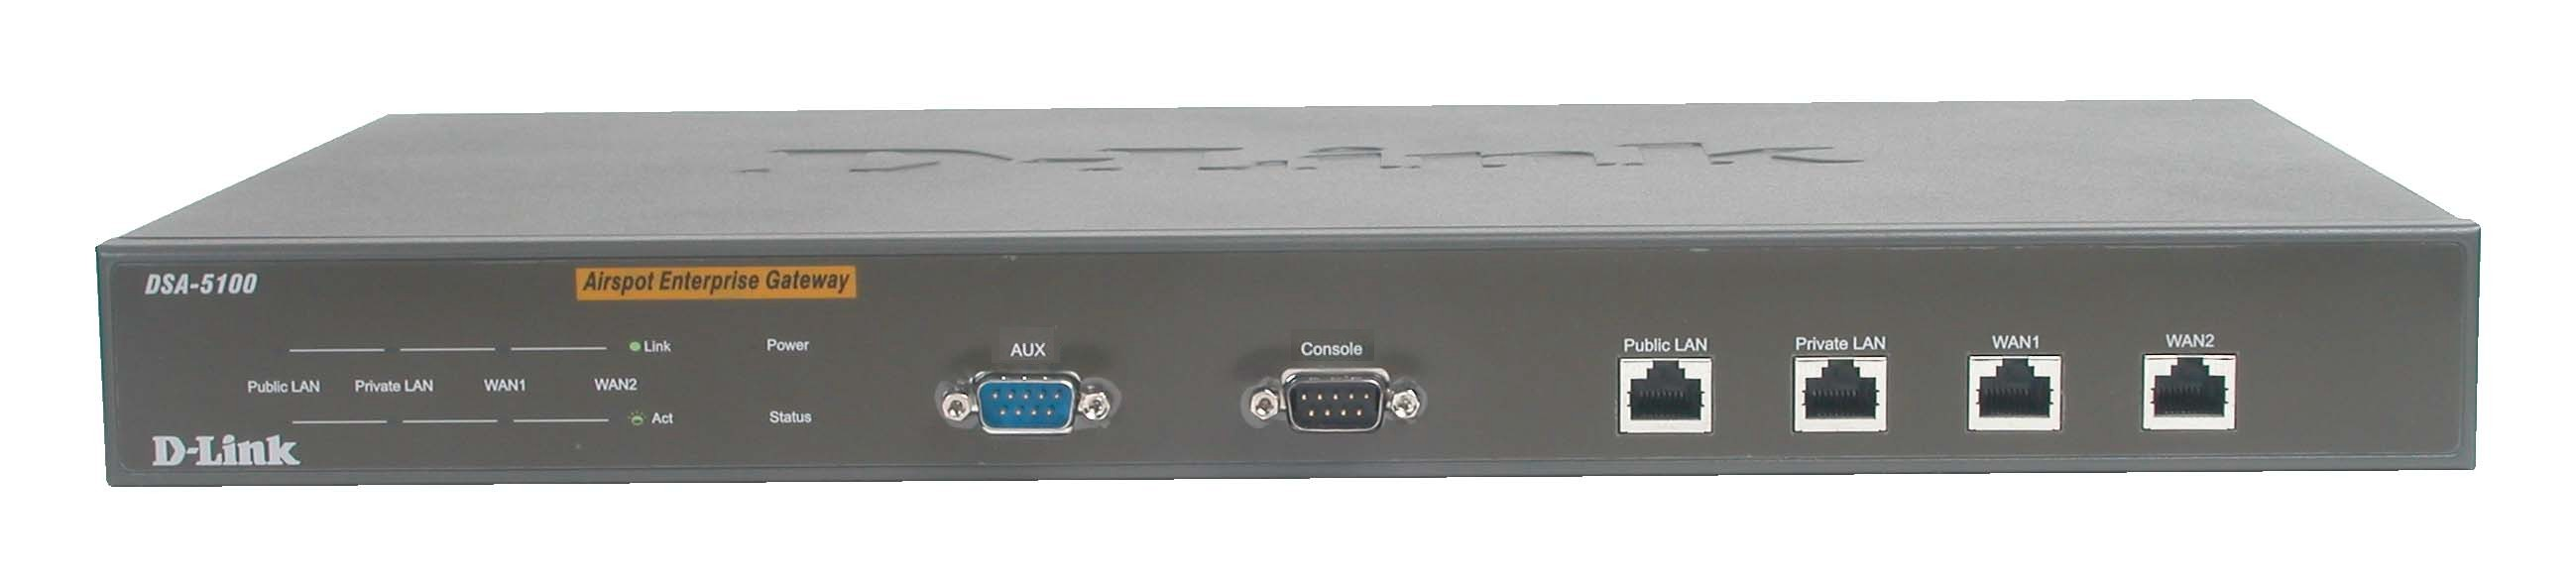 D-Link
DSA-5100
Airspot Enterprise Gateway
Link
Power
Public LAN Private LAN WAN1 WAN2
Act
Status
D-Link
AUX
Console
Public LAN
Private LAN
WAN1
WAN2